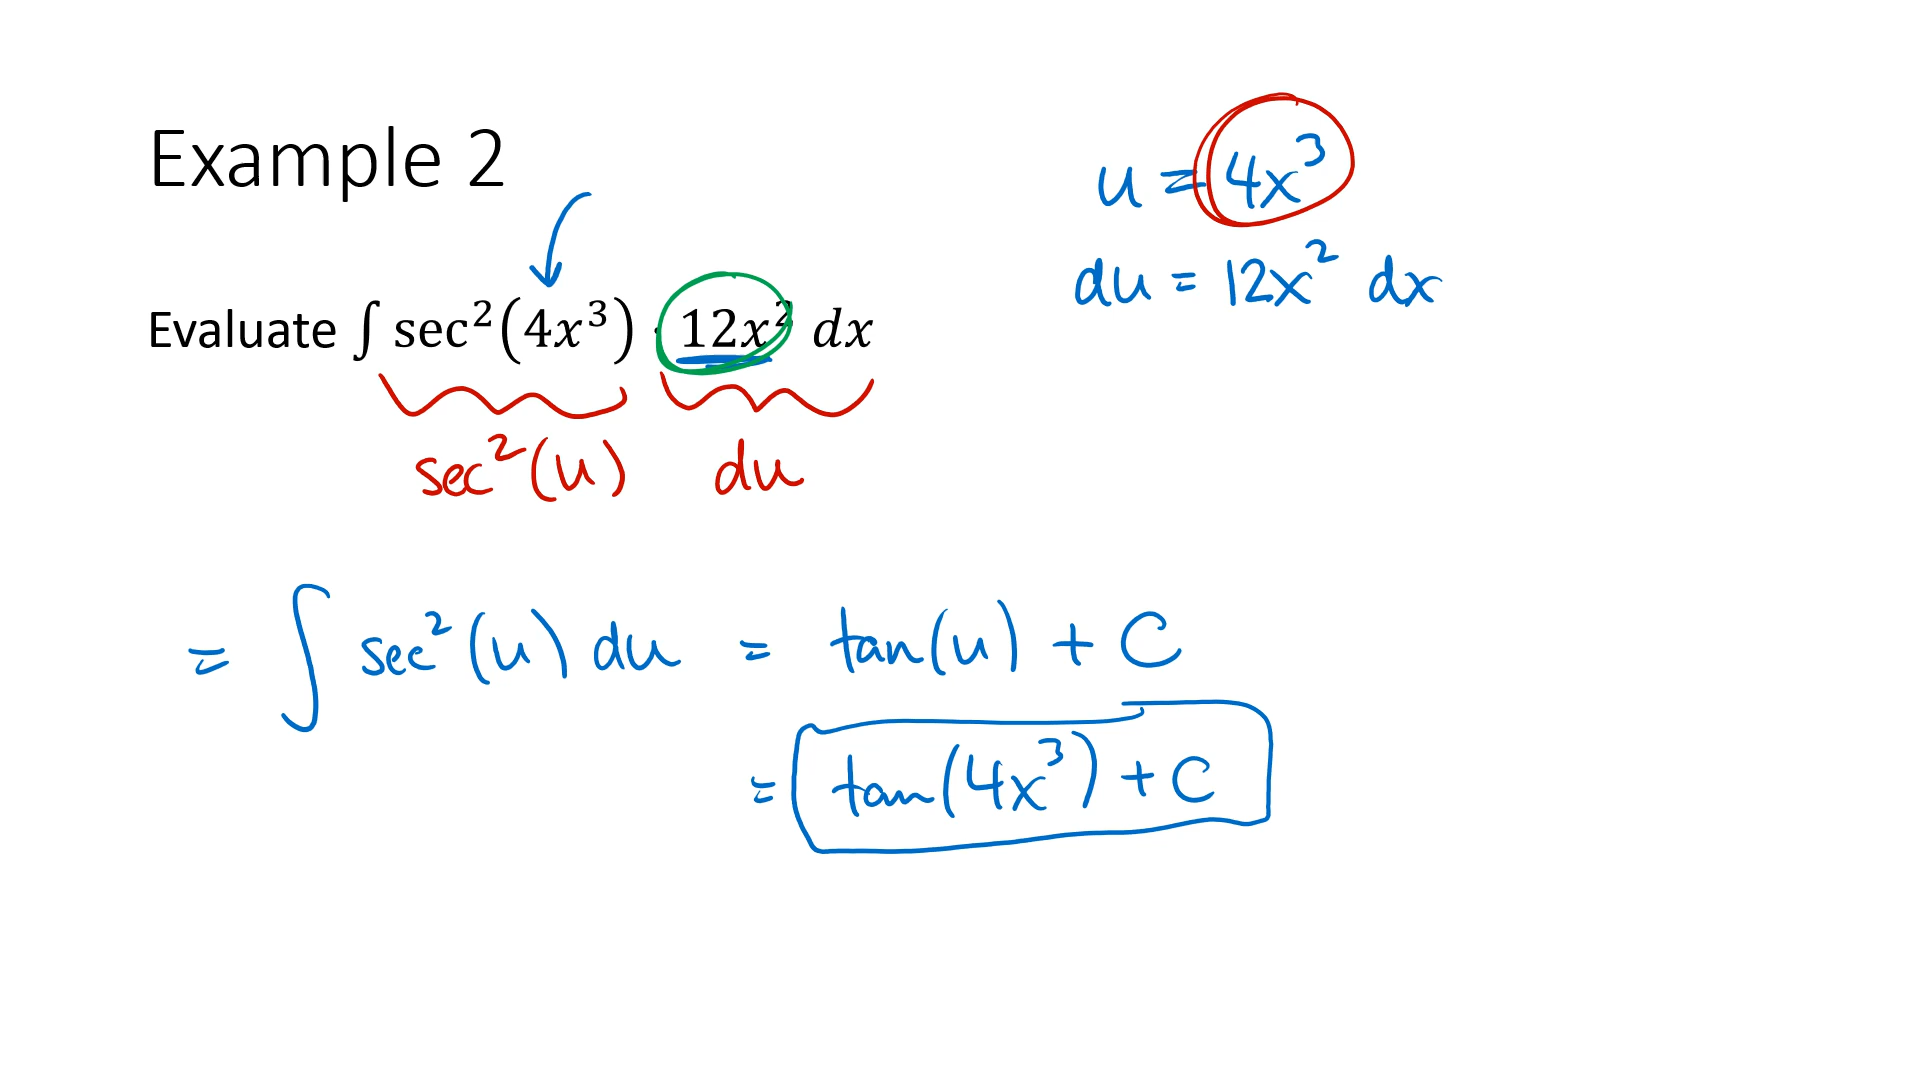 Example 2
u = 4x³
du = 12x² dx
Evaluate ∫ sec²(4x³) · 12x² dx
sec²(u) du
= ∫ sec²(u) du = tan(u) + C
= tan(4x³) + C